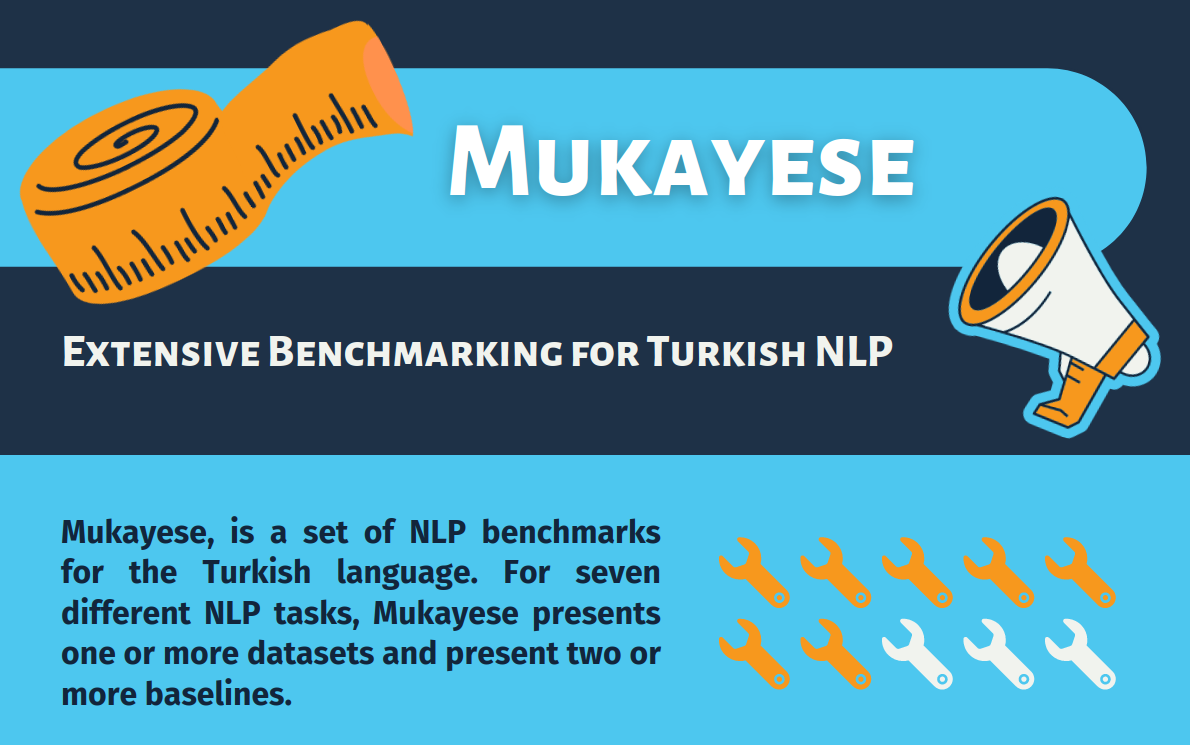 Mukayese
Extensive Benchmarking for Turkish NLP
Mukayese, is a set of NLP benchmarks
for the Turkish language. For seven
different NLP tasks, Mukayese presents
one or more datasets and present two or
more baselines.